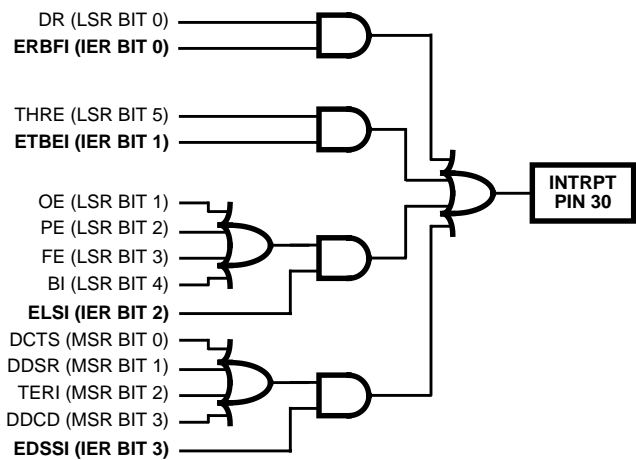 DR (LSR BIT 0)
ERBFI (IER BIT 0)
THRE (LSR BIT 5)
ETBEI (IER BIT 1)
OE (LSR BIT 1)
PE (LSR BIT 2)
FE (LSR BIT 3)
BI (LSR BIT 4)
ELSI (IER BIT 2)
DCTS (MSR BIT 0)
DDSR (MSR BIT 1)
TERI (MSR BIT 2)
DDCD (MSR BIT 3)
EDSSI (IER BIT 3)
INTRPT
PIN 30